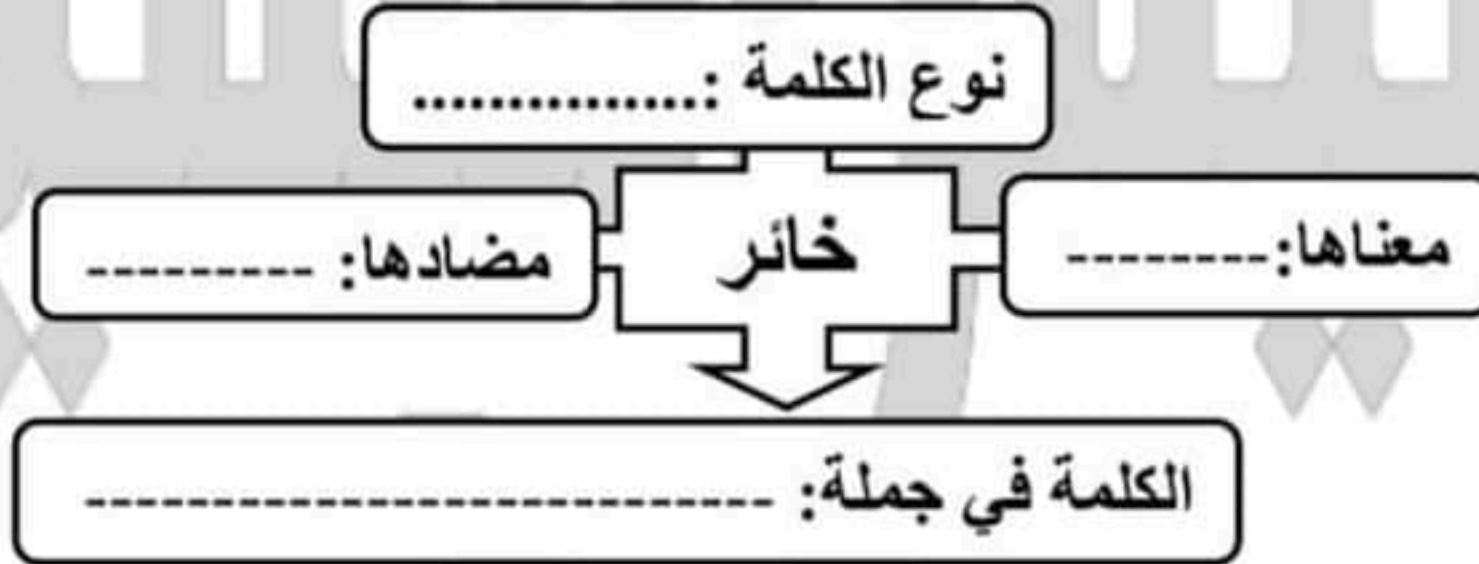 نوع الكلمة :...............
معناها:--------
خائر
مضادها: ---------
الكلمة في جملة: ---------------------------